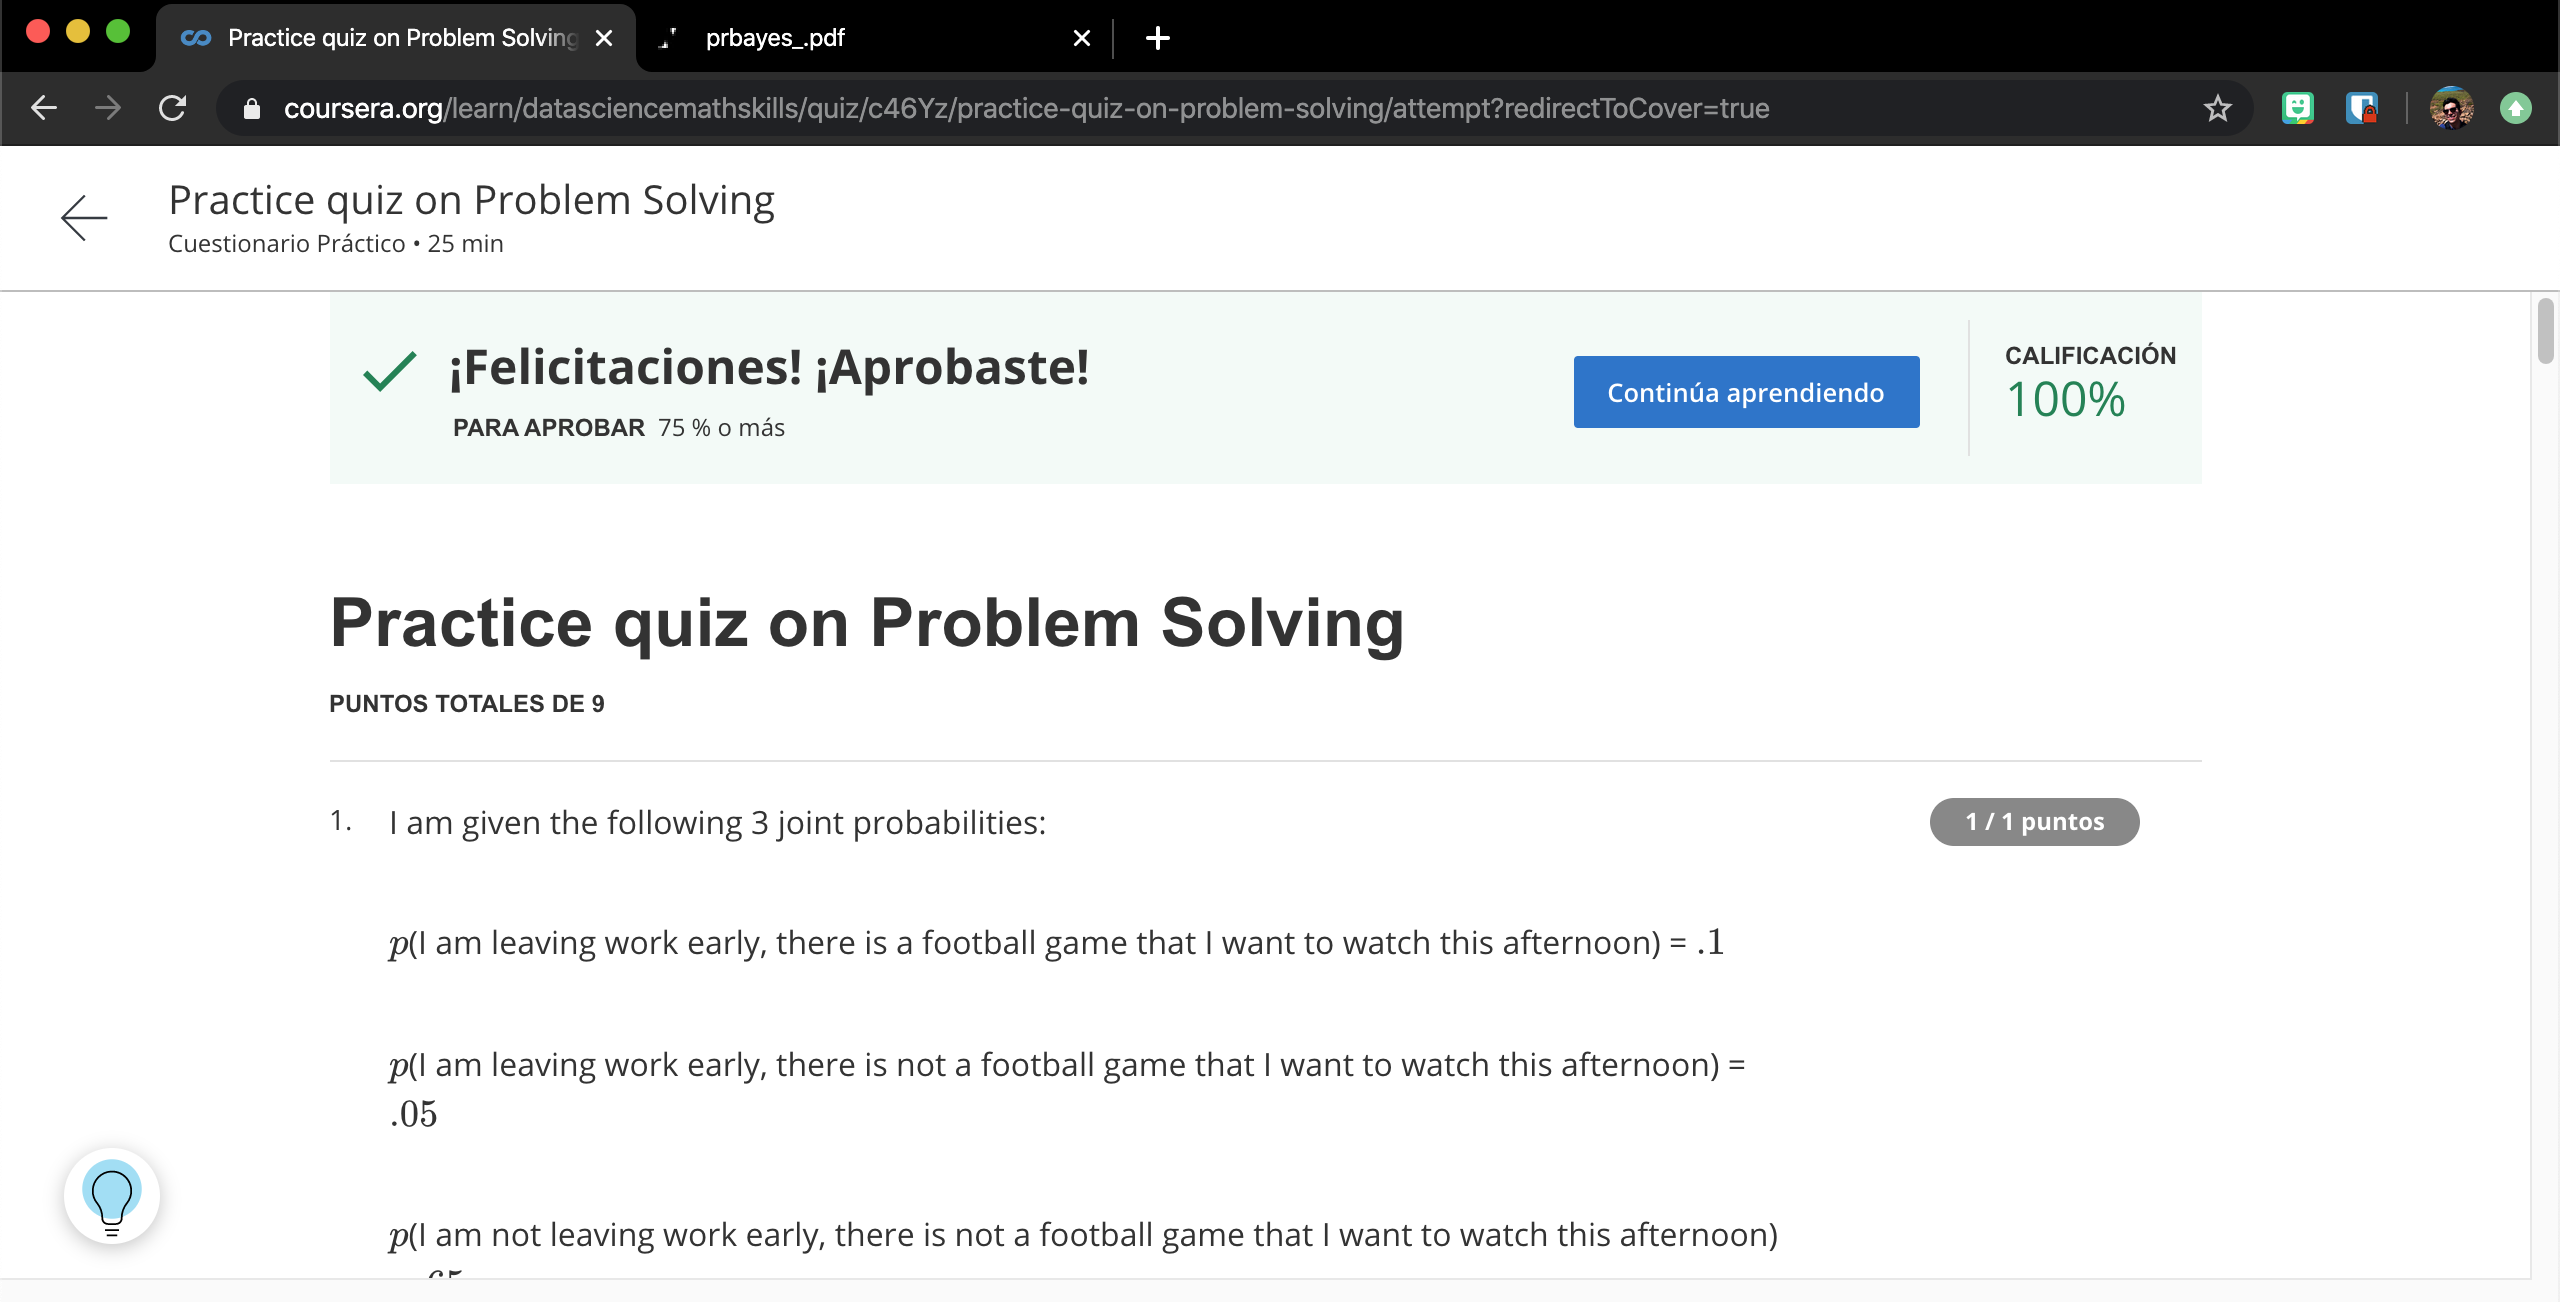 Practice quiz on Problem Solving
prbayes_.pdf
coursera.org/learn/datasciencemathskills/quiz/c46Yz/practice-quiz-on-problem-solving/attempt?redirectToCover=true
Practice quiz on Problem Solving
Cuestionario Práctico • 25 min
¡Felicitaciones! ¡Aprobaste!
PARA APROBAR 75 % o más
Continúa aprendiendo
CALIFICACIÓN
100%
Practice quiz on Problem Solving
PUNTOS TOTALES DE 9
1. I am given the following 3 joint probabilities:
1 / 1 puntos
p(I am leaving work early, there is a football game that I want to watch this afternoon) = .1
p(I am leaving work early, there is not a football game that I want to watch this afternoon) =
.05
p(I am not leaving work early, there is not a football game that I want to watch this afternoon)